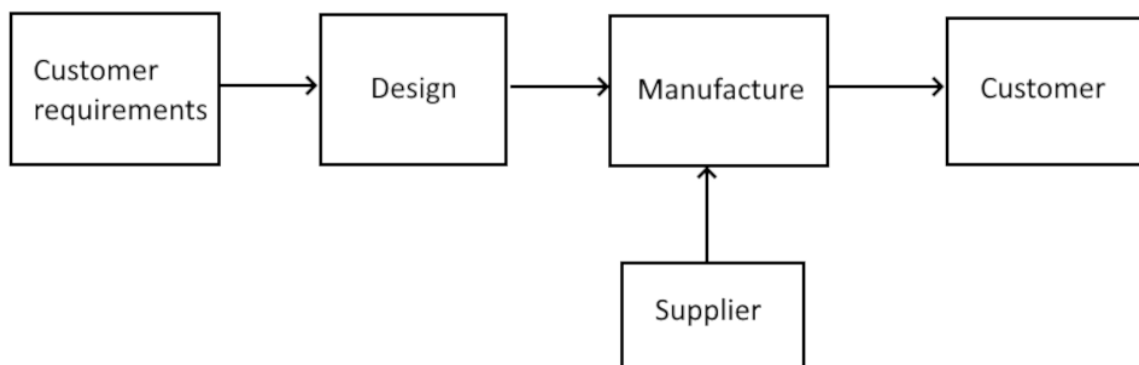 Customer
requirements
Design
Manufacture
Customer
Supplier